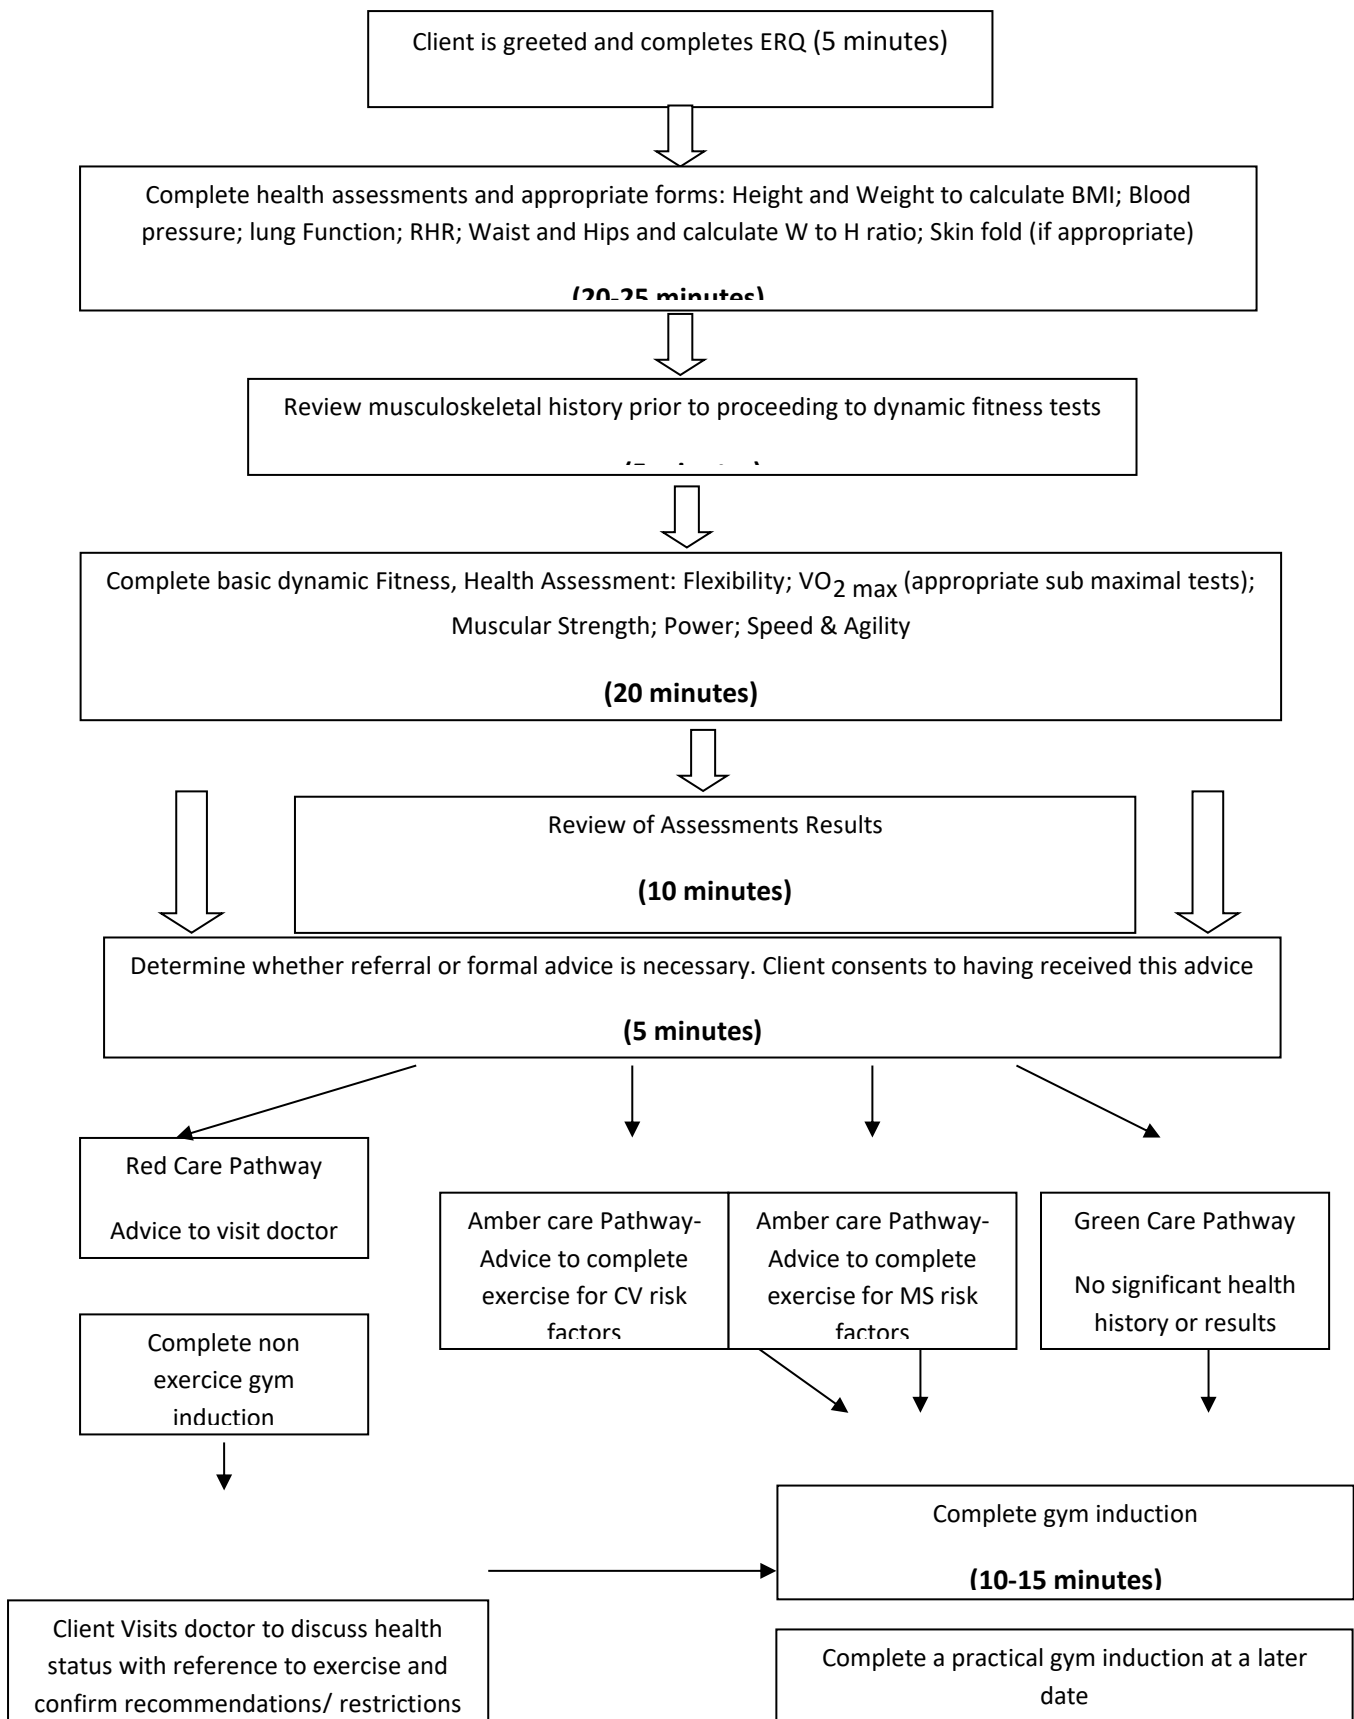 Client is greeted and completes ERQ (5 minutes)
Complete health assessments and appropriate forms: Height and Weight to calculate BMI; Blood
pressure; lung Function; RHR; Waist and Hips and calculate W to H ratio; Skin fold (if appropriate)
(20-25 minutes)
Review musculoskeletal history prior to proceeding to dynamic fitness tests
Complete basic dynamic Fitness, Health Assessment: Flexibility; VO2 max (appropriate sub maximal tests);
Muscular Strength; Power; Speed & Agility
(20 minutes)
Review of Assessments Results
(10 minutes)
Determine whether referral or formal advice is necessary. Client consents to having received this advice
(5 minutes)
Red Care Pathway
Advice to visit doctor
Amber care Pathway-
Advice to complete
exercise for CV risk
factors
Amber care Pathway-
Advice to complete
exercise for MS risk
factors
Green Care Pathway
No significant health
history or results
Complete non
exercice gym
induction
Complete gym induction
(10-15 minutes)
Client Visits doctor to discuss health
status with reference to exercise and
confirm recommendations/ restrictions
Complete a practical gym induction at a later
date